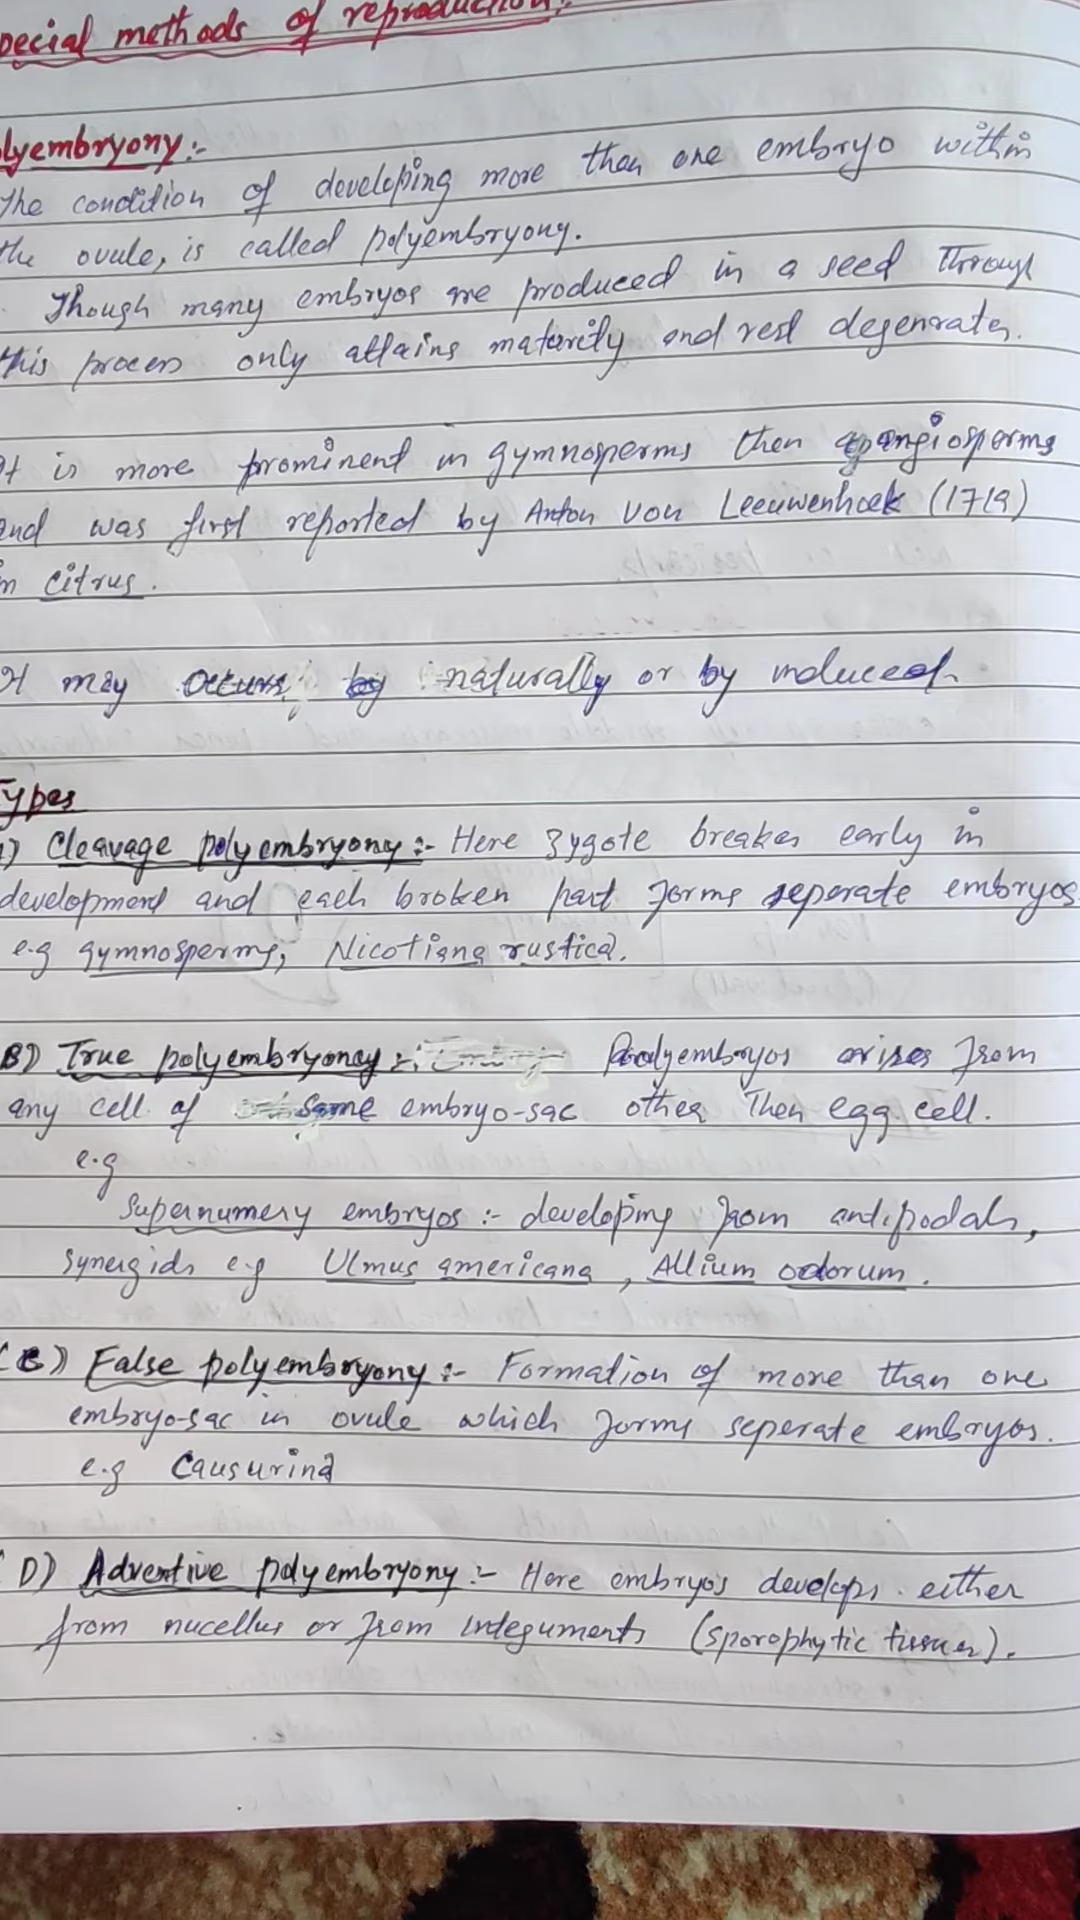 pecial methods of reproduction:
lyembryony:-
The condition of developing more than one embryo within
the ovule, is called polyembryony.
Though many embryos are produced in a seed through
this process only attains maturity and rest degenrates.
It is more prominent in gymnosperms then angiosperms
and was first reported by Anton von Leeuwenhoek (1719)
in citrus.
It may occurs by naturally or by induced.
Types
) Cleavage polyembryony :- Here zygote breakes early in
development and each broken part forms seperate embryos
e.g gymnosperms, Nicotiana rustica.
B) True polyembryoney :- Poolyembryos arises from
any cell of same embryo-sac other then egg cell.
e.g
Supernumery embryos :- developing from antipodals,
Synergids e.g Ulmus americana, Allium odorum.
(C) False polyembryony :- Formation of more than one
embryo-sac in ovule which forms seperate embryos.
e.g Causurina
D) Adventive polyembryony :- Here embryos develops either
from nucellus or from integuments (sporophytic tissues).